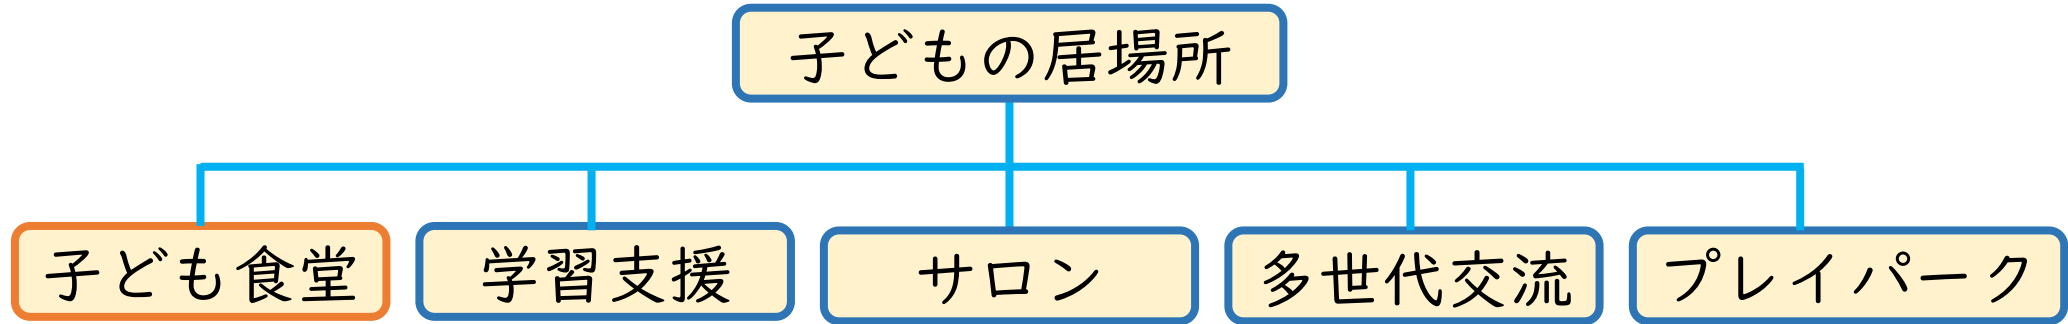 子どもの居場所
子ども食堂
学習支援
サロン
多世代交流
プレイパーク